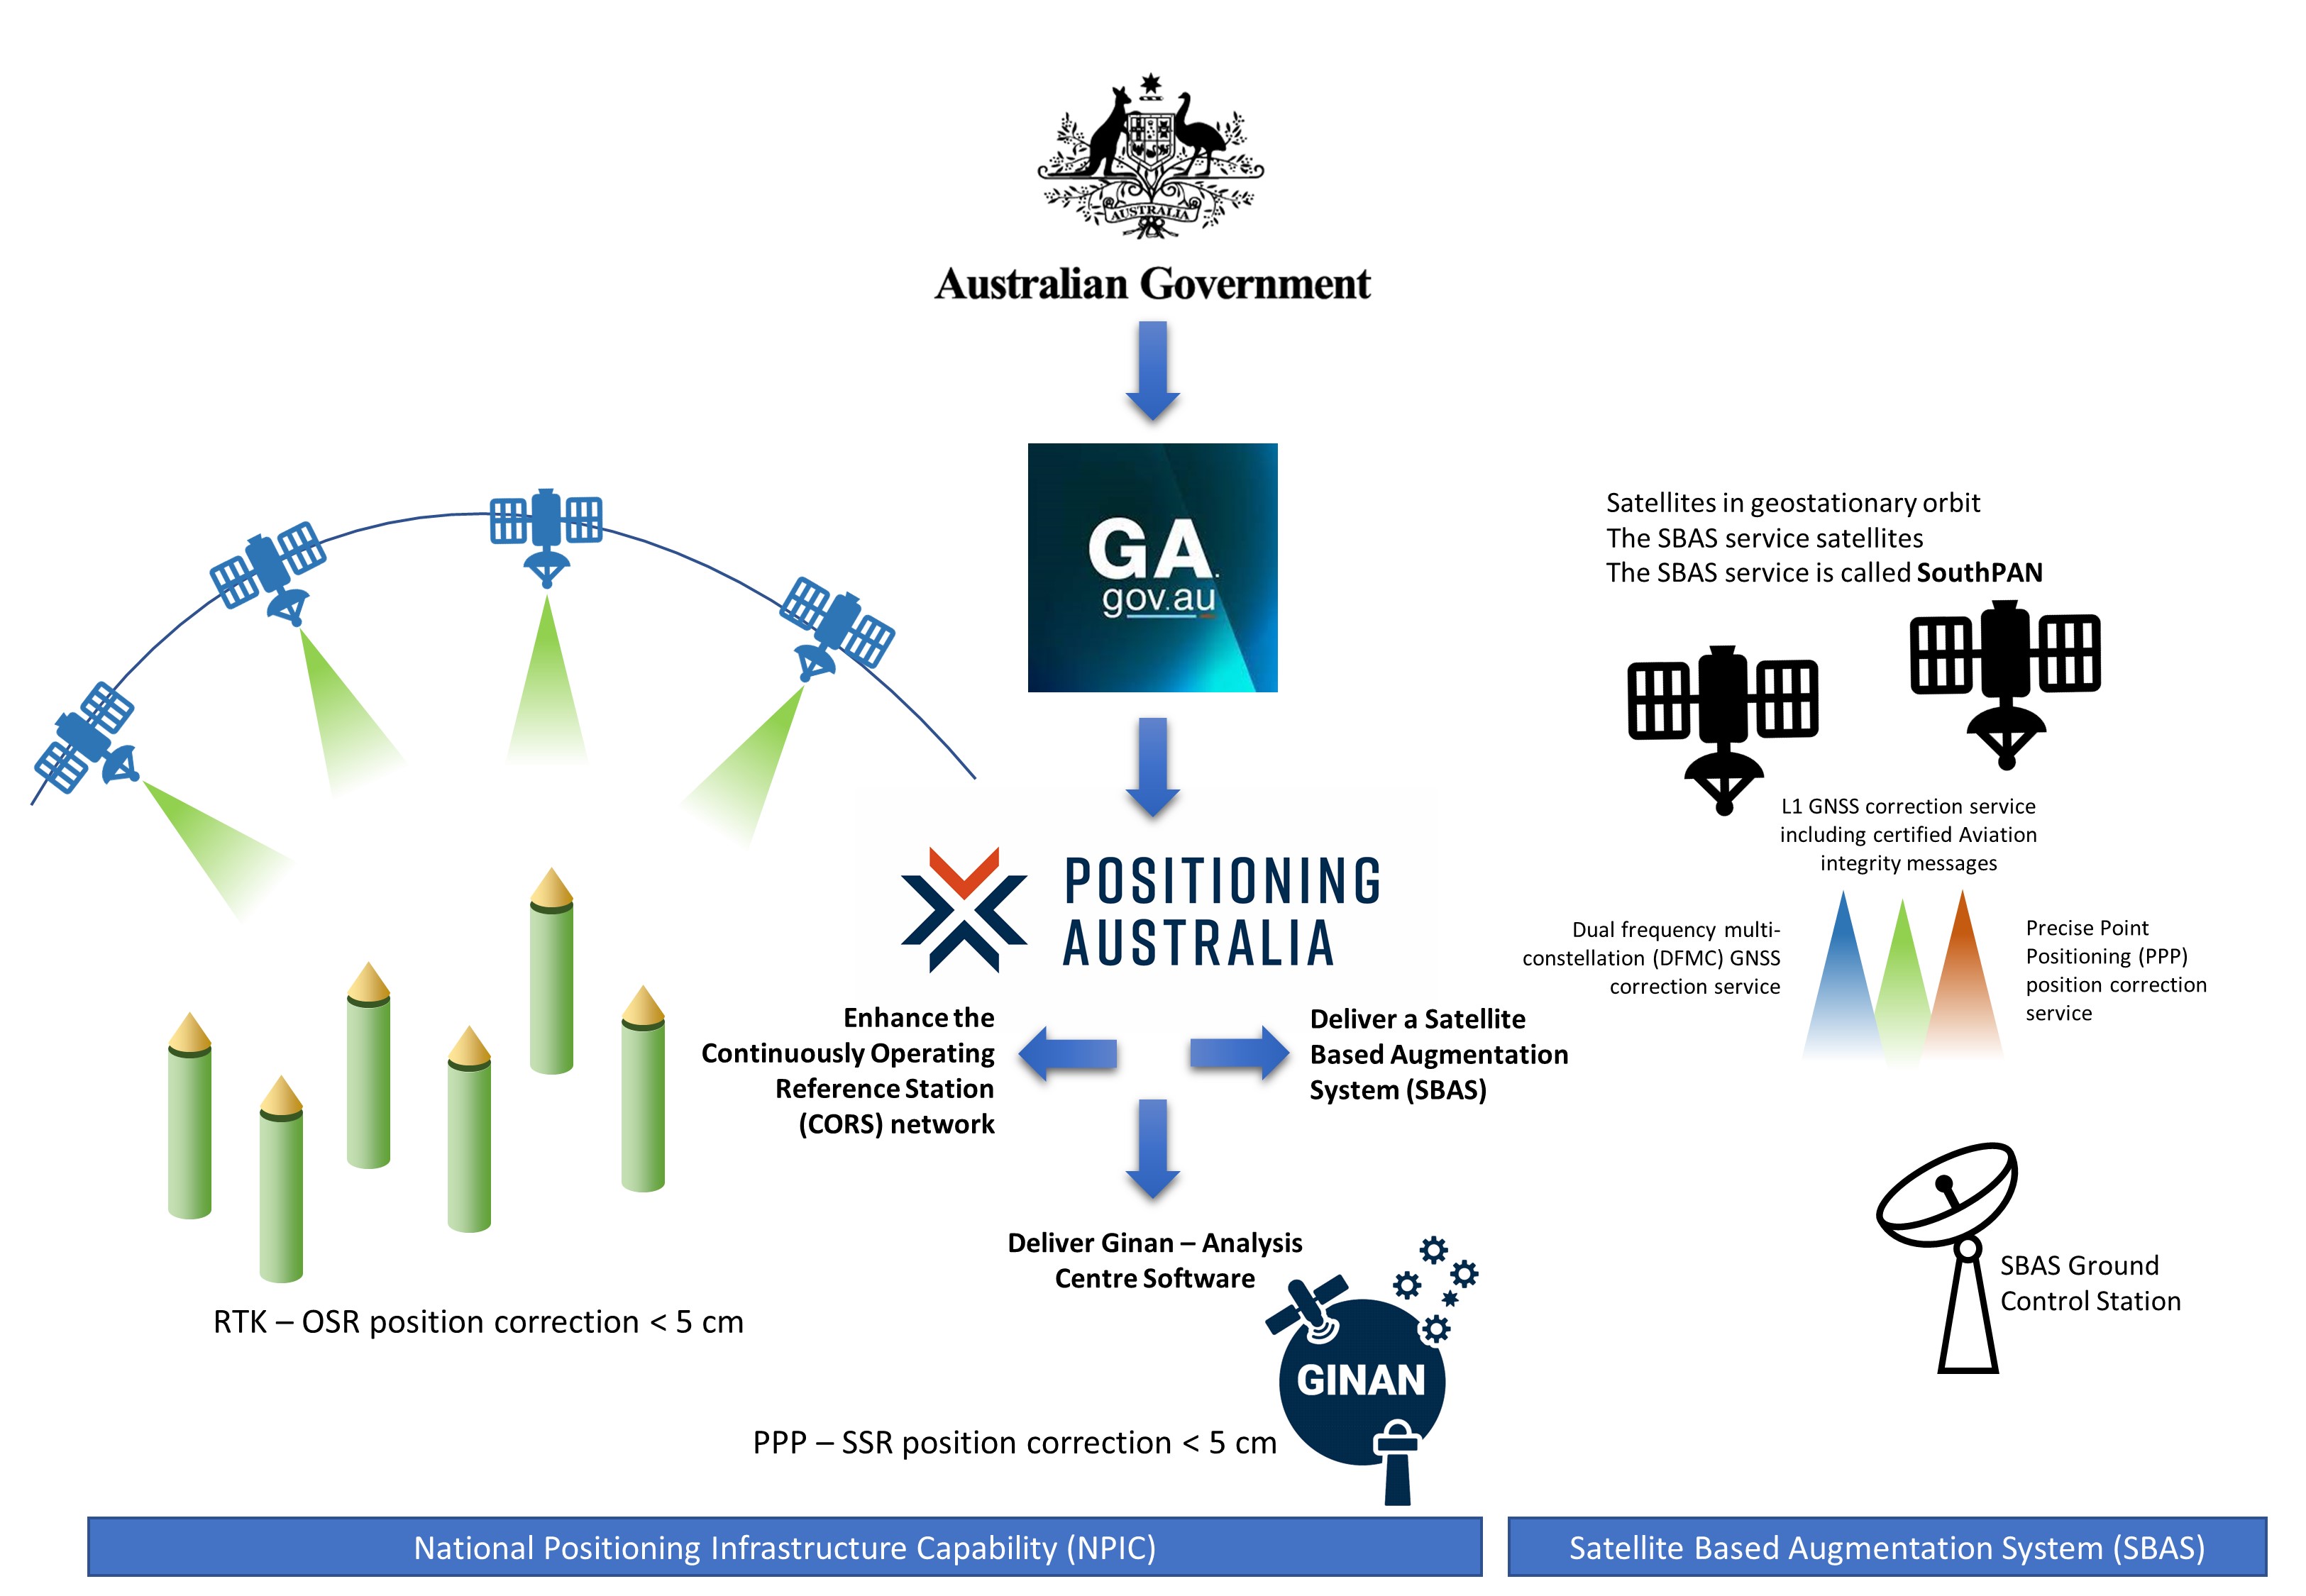 AUSTRALIA
Australian Government
GA.
gov.au
Satellites in geostationary orbit
The SBAS service satellites
The SBAS service is called SouthPAN
L1 GNSS correction service
including certified Aviation
integrity messages
Dual frequency multi-
constellation (DFMC) GNSS
correction service
Precise Point
Positioning (PPP)
position correction
service
POSITIONING
AUSTRALIA
Enhance the
Continuously Operating
Reference Station
(CORS) network
Deliver a Satellite
Based Augmentation
System (SBAS)
Deliver Ginan – Analysis
Centre Software
SBAS Ground
Control Station
RTK – OSR position correction < 5 cm
GINAN
PPP – SSR position correction < 5 cm
National Positioning Infrastructure Capability (NPIC)
Satellite Based Augmentation System (SBAS)